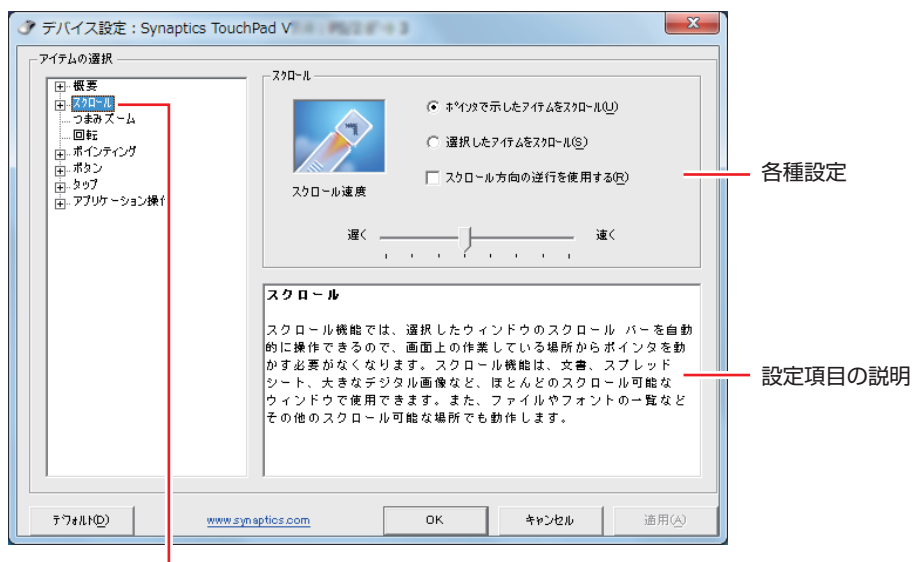 デバイス設定：Synaptics TouchPad V
アイテムの選択
概要
スクロール
つまみズーム
回転
ポインティング
ボタン
タップ
アプリケーション操作
スクロール
スクロール速度
ポインタで示したアイテムをスクロール(U)
選択したアイテムをスクロール(S)
スクロール方向の逆行を使用する(R)
遅く
速く
スクロール
スクロール機能では、選択したウィンドウのスクロール バーを自動
的に操作できるので、画面上の作業している場所からポインタを動
かす必要がなくなります。スクロール機能は、文書、スプレッド
シート、大きなデジタル画像など、ほとんどのスクロール可能な
ウィンドウで使用できます。また、ファイルやフォントの一覧など
その他のスクロール可能な場所でも動作します。
デフォルト(D)
www.synaptics.com
OK
キャンセル
適用(A)
各種設定
設定項目の説明